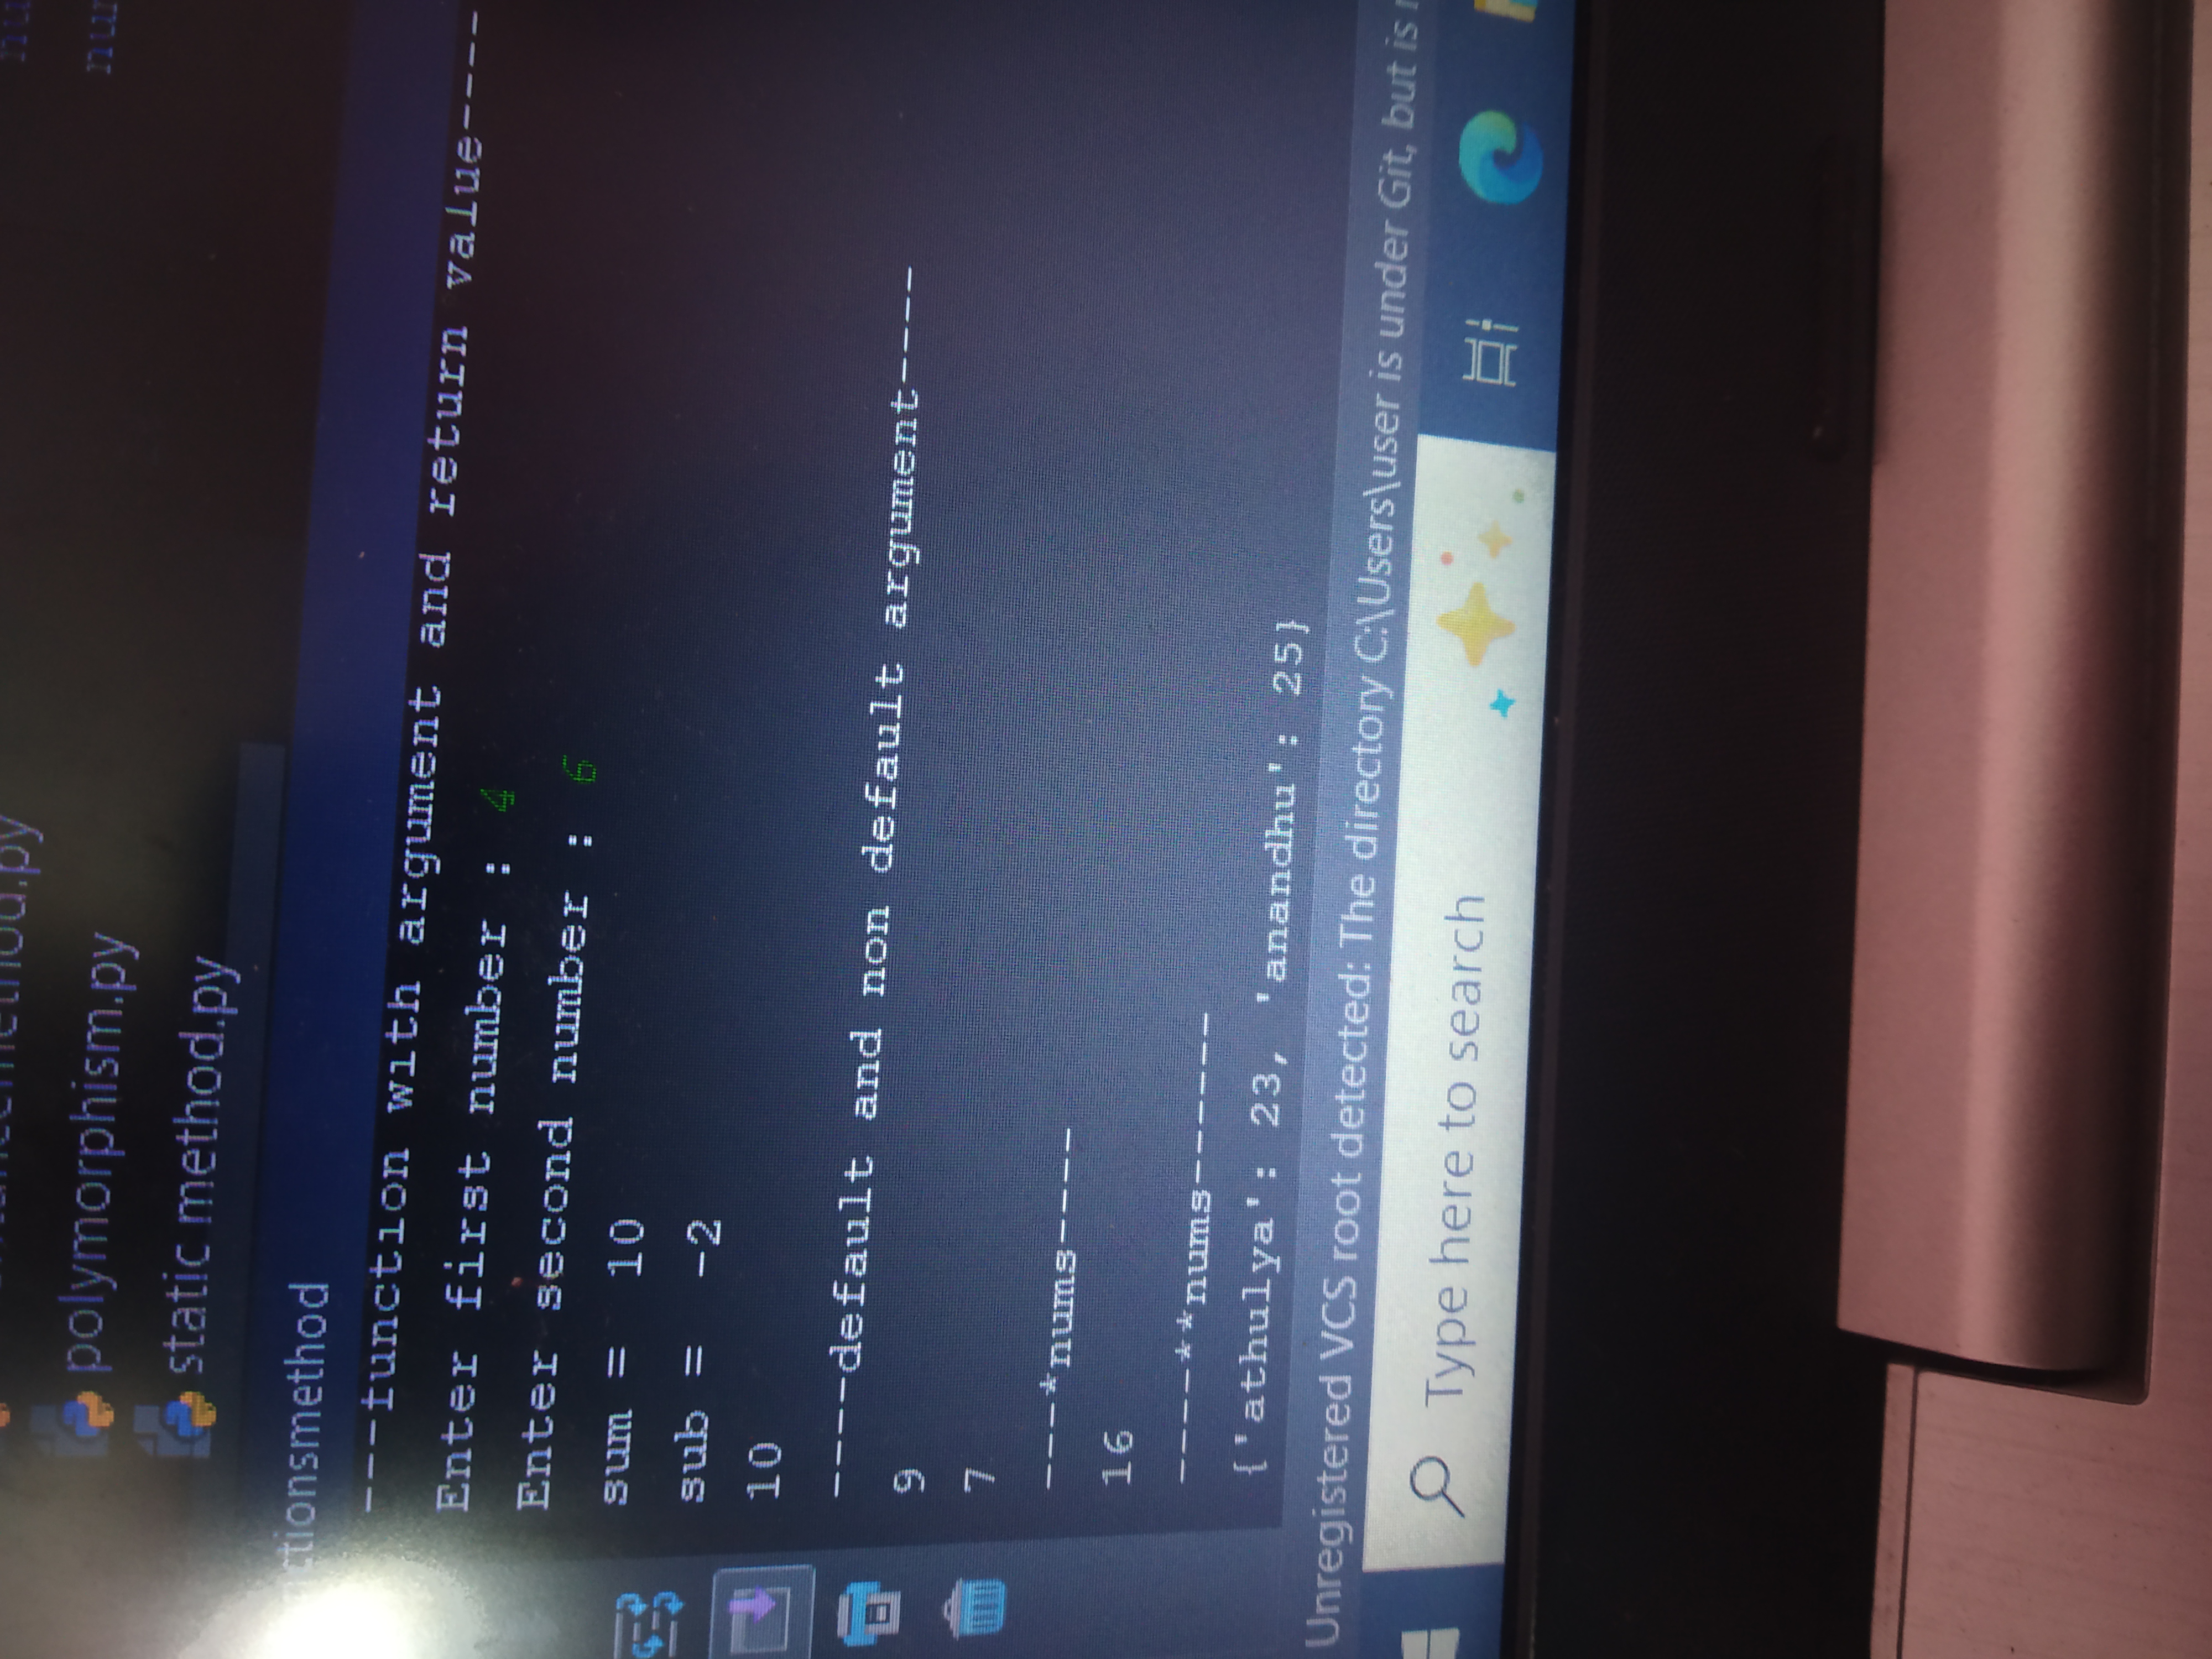 polymorphism.py
static method.py
---function with argument and return value----
Enter first number : 4
Enter second number : 6
sum =  10
sub =  -2
10
----default and non default argument----
9
7
---*nums----
16
----**nums------
{'athulya': 23, 'anandhu': 25}
Unregistered VCS root detected: The directory C:\Users\user is under Git, but is
Type here to search